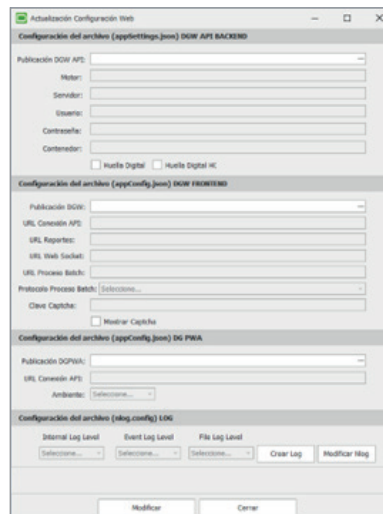 Actualización Configuración Web
Configuración del archivo (appSettings.json) DGW API BACKEND
Publicación DGW API:
Motor:
Servidor:
Usuario:
Contraseña:
Contenedor:
Huella Digital Huella Digital HK
Configuración del archivo (appConfig.json) DGW FRONTEND
Publicación DGW:
URL Conexión API:
URL Reportes:
URL Web Socket:
URL Process Batch:
Protocolo Process Batch: Seleccione...
Clave Captcha:
Mostrar Captcha
Configuración del archivo (appConfig.json) DG PWA
Publicación DGPWA:
URL Conexión API:
Ambiente: Seleccione...
Configuración del archivo (nlog.config) LOG
Internal Log Level Event Log Level File Log Level
Seleccione... Seleccione... Seleccione... Crear Log Modificar Nlog
Modificar Cerrar